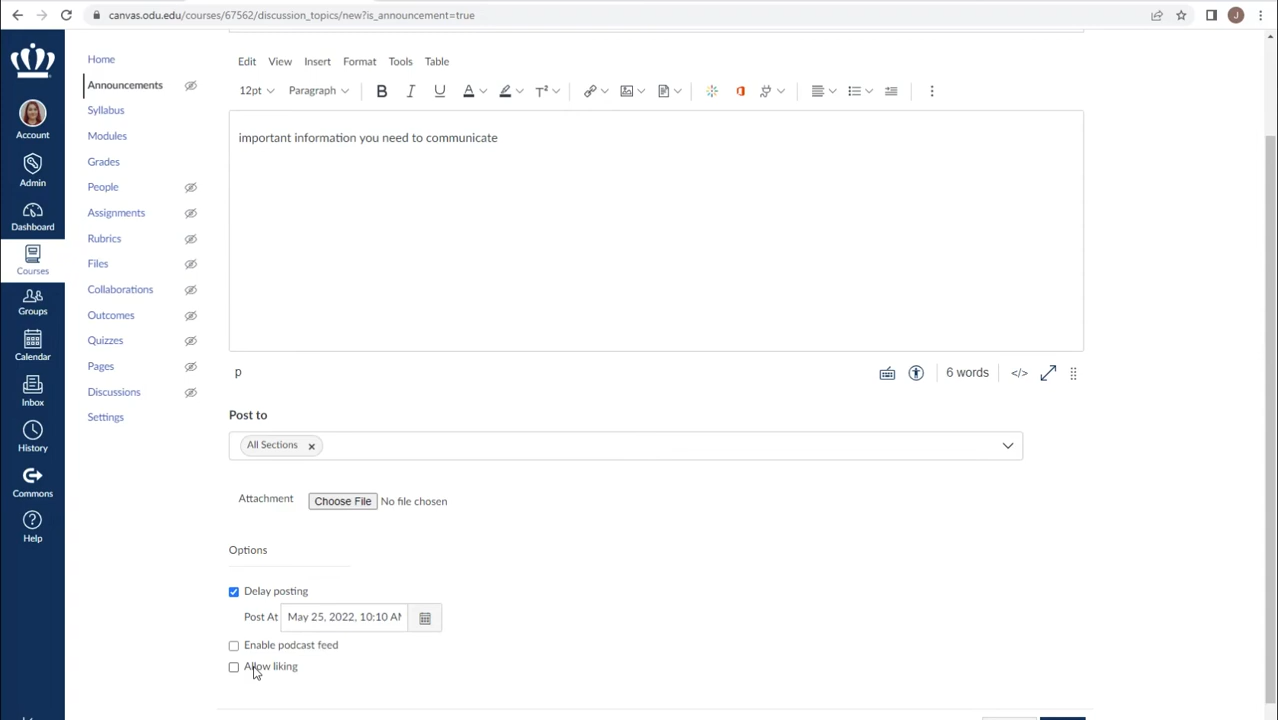 canvas.odu.edu/courses/67562/discussion_topics/new?is_announcement=true
J
Account
Admin
Dashboard
Courses
Groups
Calendar
Inbox
History
Commons
Help
Home
Announcements
Syllabus
Modules
Grades
People
Assignments
Rubrics
Files
Collaborations
Outcomes
Quizzes
Pages
Discussions
Settings
Edit View Insert Format Tools Table
12pt Paragraph B I U A T²
important information you need to communicate
p 6 words </>
Post to
All Sections x
Attachment Choose File No file chosen
Options
Delay posting
Post At May 25, 2022, 10:10 AM
Enable podcast feed
Allow liking